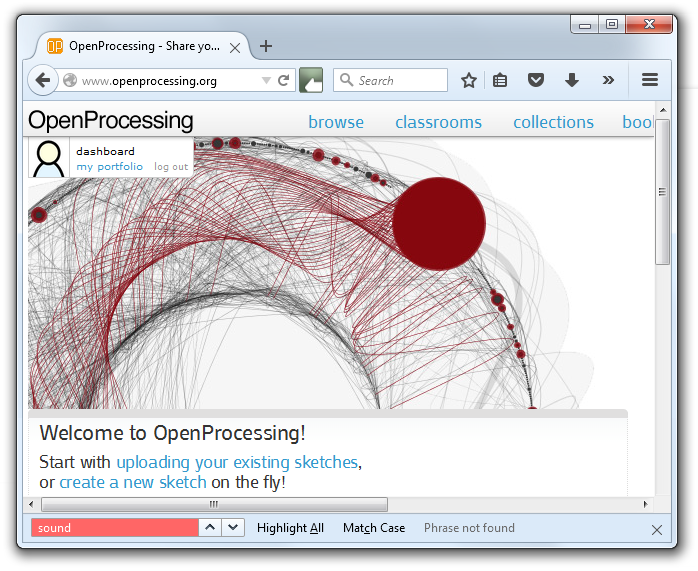 OpenProcessing - Share yo...
www.openprocessing.org
Search
OpenProcessing
browse
classrooms
collections
dashboard
my portfolio
log out
Welcome to OpenProcessing!
Start with uploading your existing sketches,
or create a new sketch on the fly!
sound
Highlight All
Match Case
Phrase not found